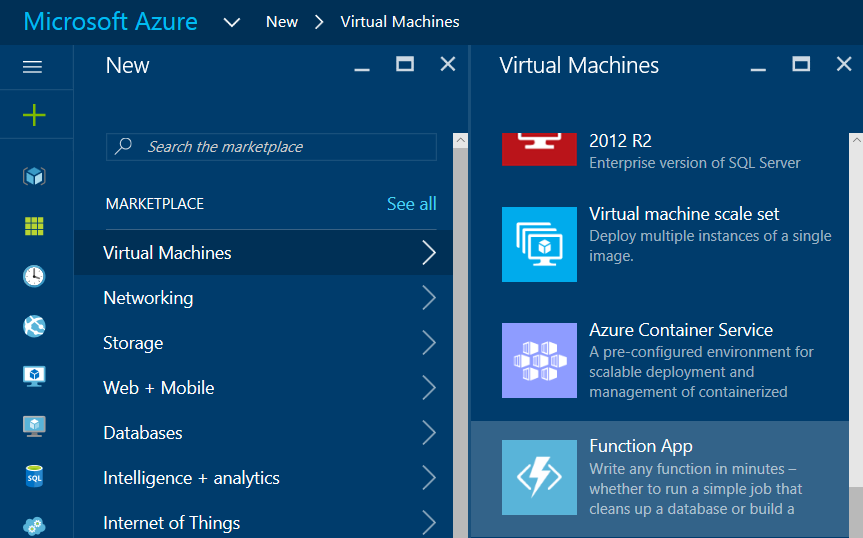 Microsoft Azure New Virtual Machines
New
Search the marketplace
MARKETPLACE See all
Virtual Machines
Networking
Storage
Web + Mobile
Databases
Intelligence + analytics
Internet of Things
SQL
Virtual Machines
2012 R2
Enterprise version of SQL Server
Virtual machine scale set
Deploy multiple instances of a single
image.
Azure Container Service
A pre-configured environment for
scalable deployment and
management of containerized
Function App
Write any function in minutes –
whether to run a simple job that
cleans up a database or build a